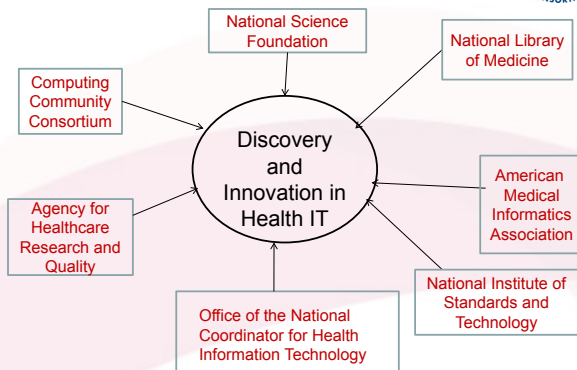 National Science
Foundation
National Library
of Medicine
Computing
Community
Consortium
Discovery
and
Innovation in
Health IT
American
Medical
Informatics
Association
Agency for
Healthcare
Research and
Quality
National Institute of
Standards and
Technology
Office of the National
Coordinator for Health
Information Technology